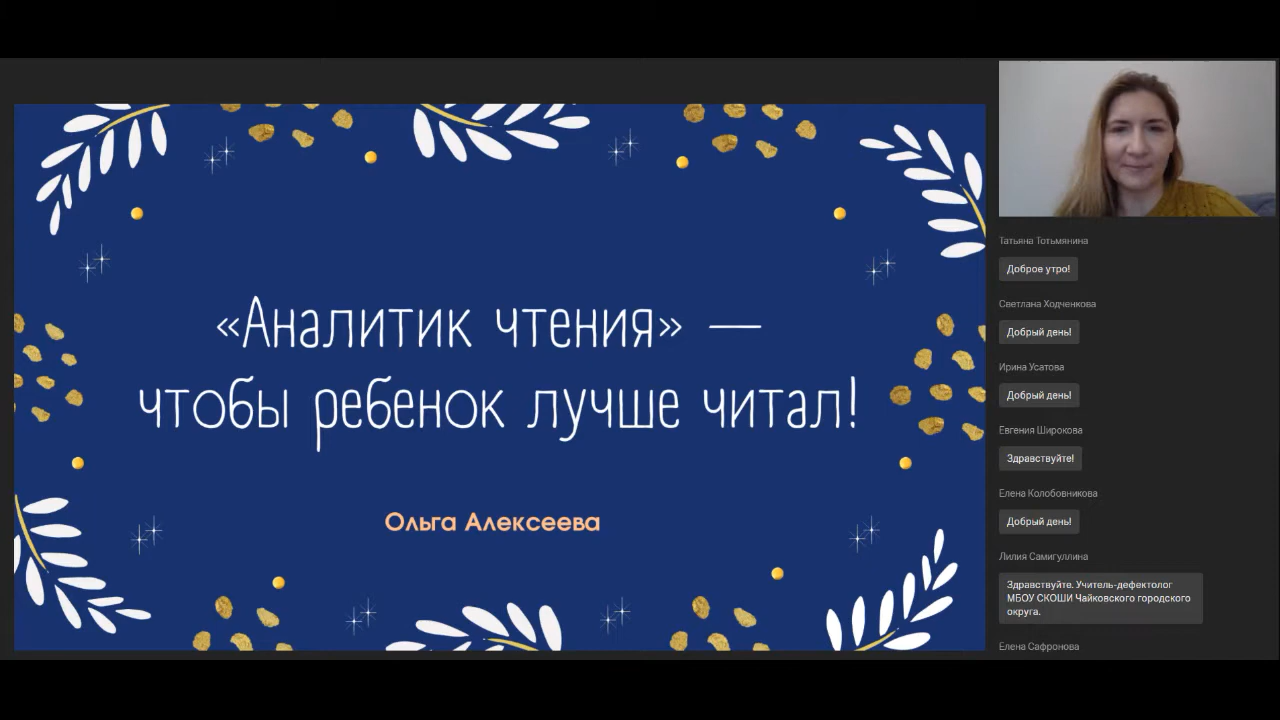 «Аналитик чтения» —
чтобы ребенок лучше читал!
Ольга Алексеева
Татьяна Тотьмянина
Доброе утро!
Светлана Ходченкова
Добрый день!
Ирина Усатова
Добрый день!
Евгения Широкова
Здравствуйте!
Елена Колобовникова
Добрый день!
Лилия Самигуллина
Здравствуйте. Учитель-дефектолог
МБОУ СКОШИ Чайковского городского
округа.
Елена Сафронова